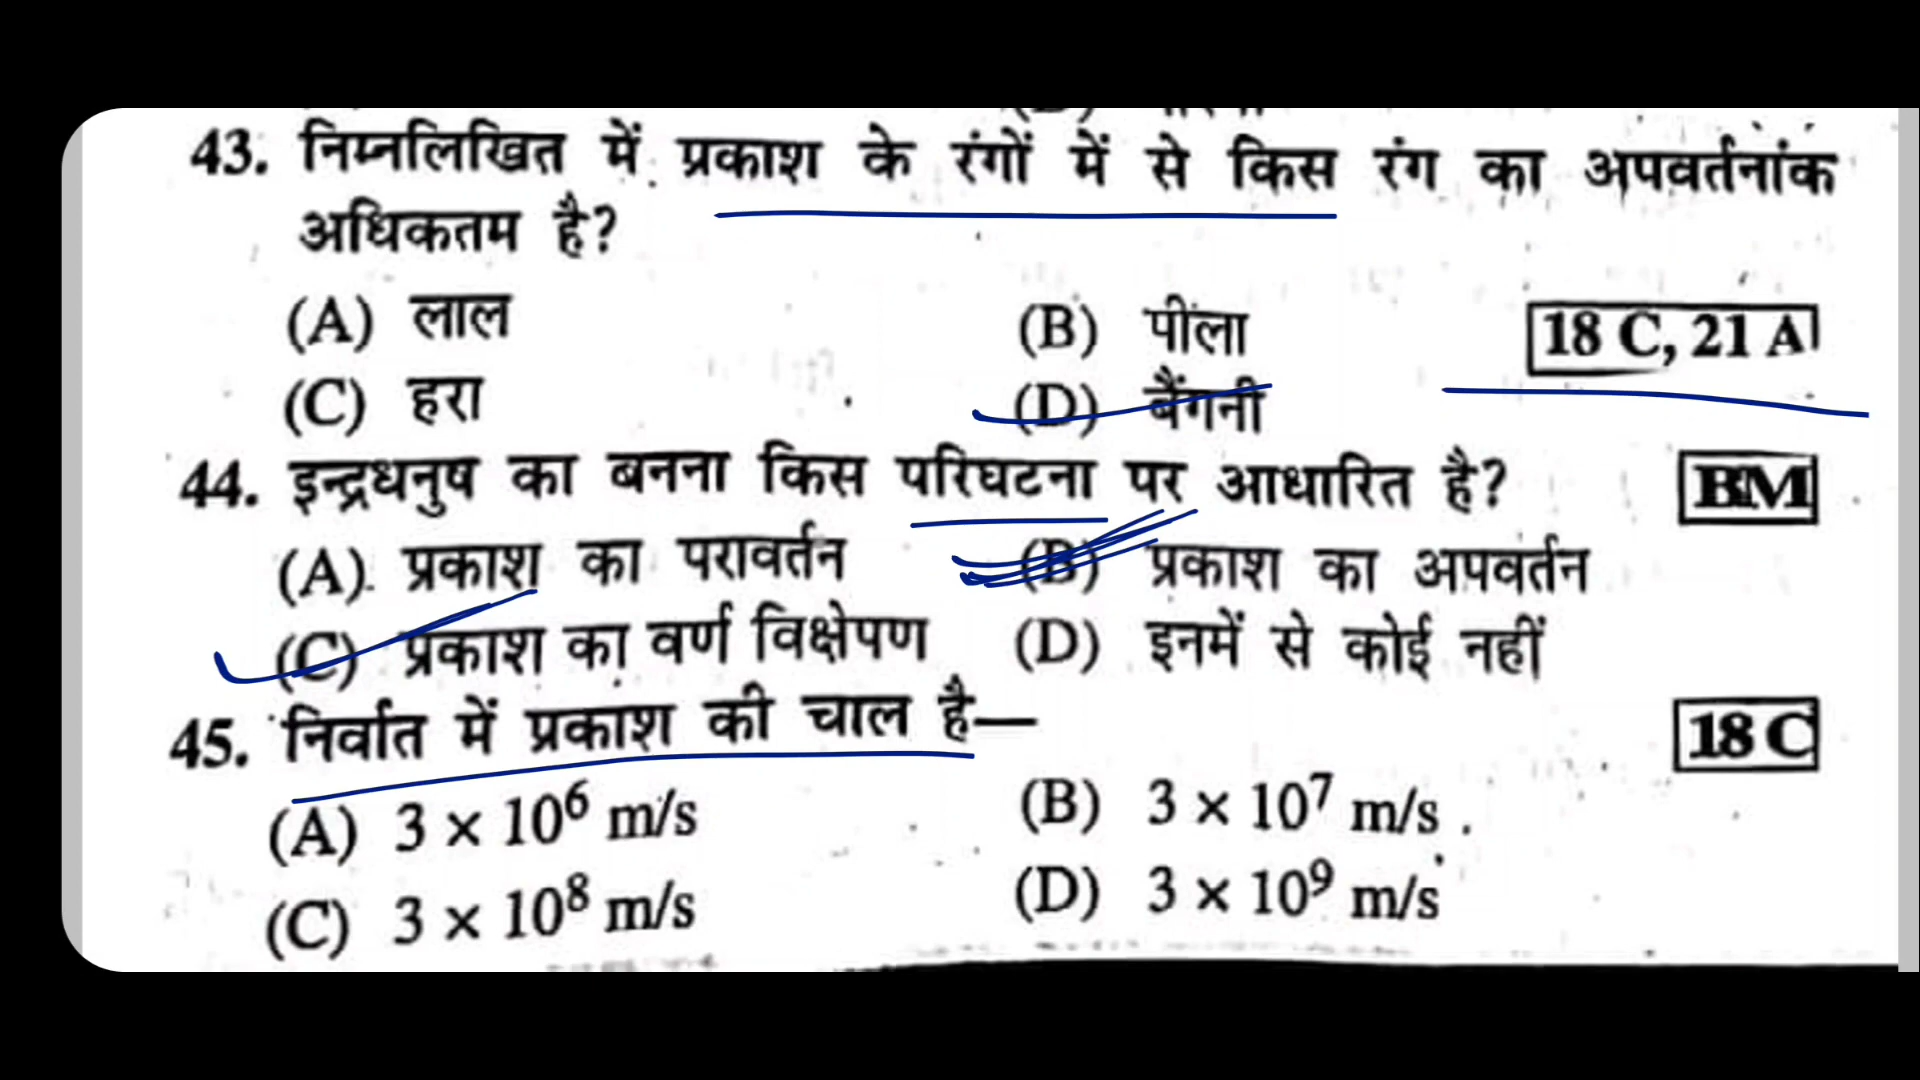 43. निम्नलिखित में प्रकाश के रंगों में से किस रंग का अपवर्तनांक
अधिकतम है?
(A) लाल (B) पीला 18 C, 21 A
(C) हरा (D) बैंगनी
44. इन्द्रधनुष का बनना किस परिघटना पर आधारित है? BM
(A) प्रकाश का परावर्तन (B) प्रकाश का अपवर्तन
(C) प्रकाश का वर्ण विक्षेपण (D) इनमें से कोई नहीं
45. निर्वात में प्रकाश की चाल है— 18 C
(A) 3 × 10⁶ m/s (B) 3 × 10⁷ m/s
(C) 3 × 10⁸ m/s (D) 3 × 10⁹ m/s